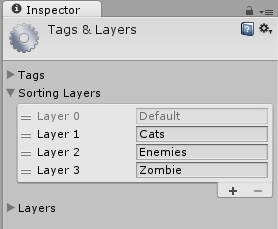 Inspector
Tags & Layers
Tags
Sorting Layers
Layer 0 Default
Layer 1 Cats
Layer 2 Enemies
Layer 3 Zombie
+ −
Layers